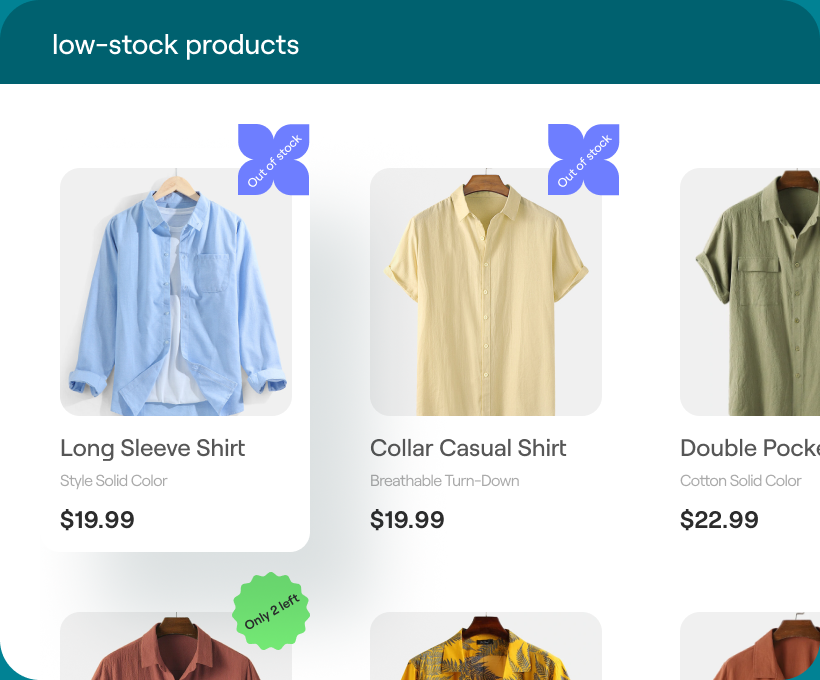 low-stock products
Out of stock
Out of stock
Long Sleeve Shirt
Style Solid Color
$19.99
Collar Casual Shirt
Breathable Turn-Down
$19.99
Double Pocke
Cotton Solid Color
$22.99
Only 2 left